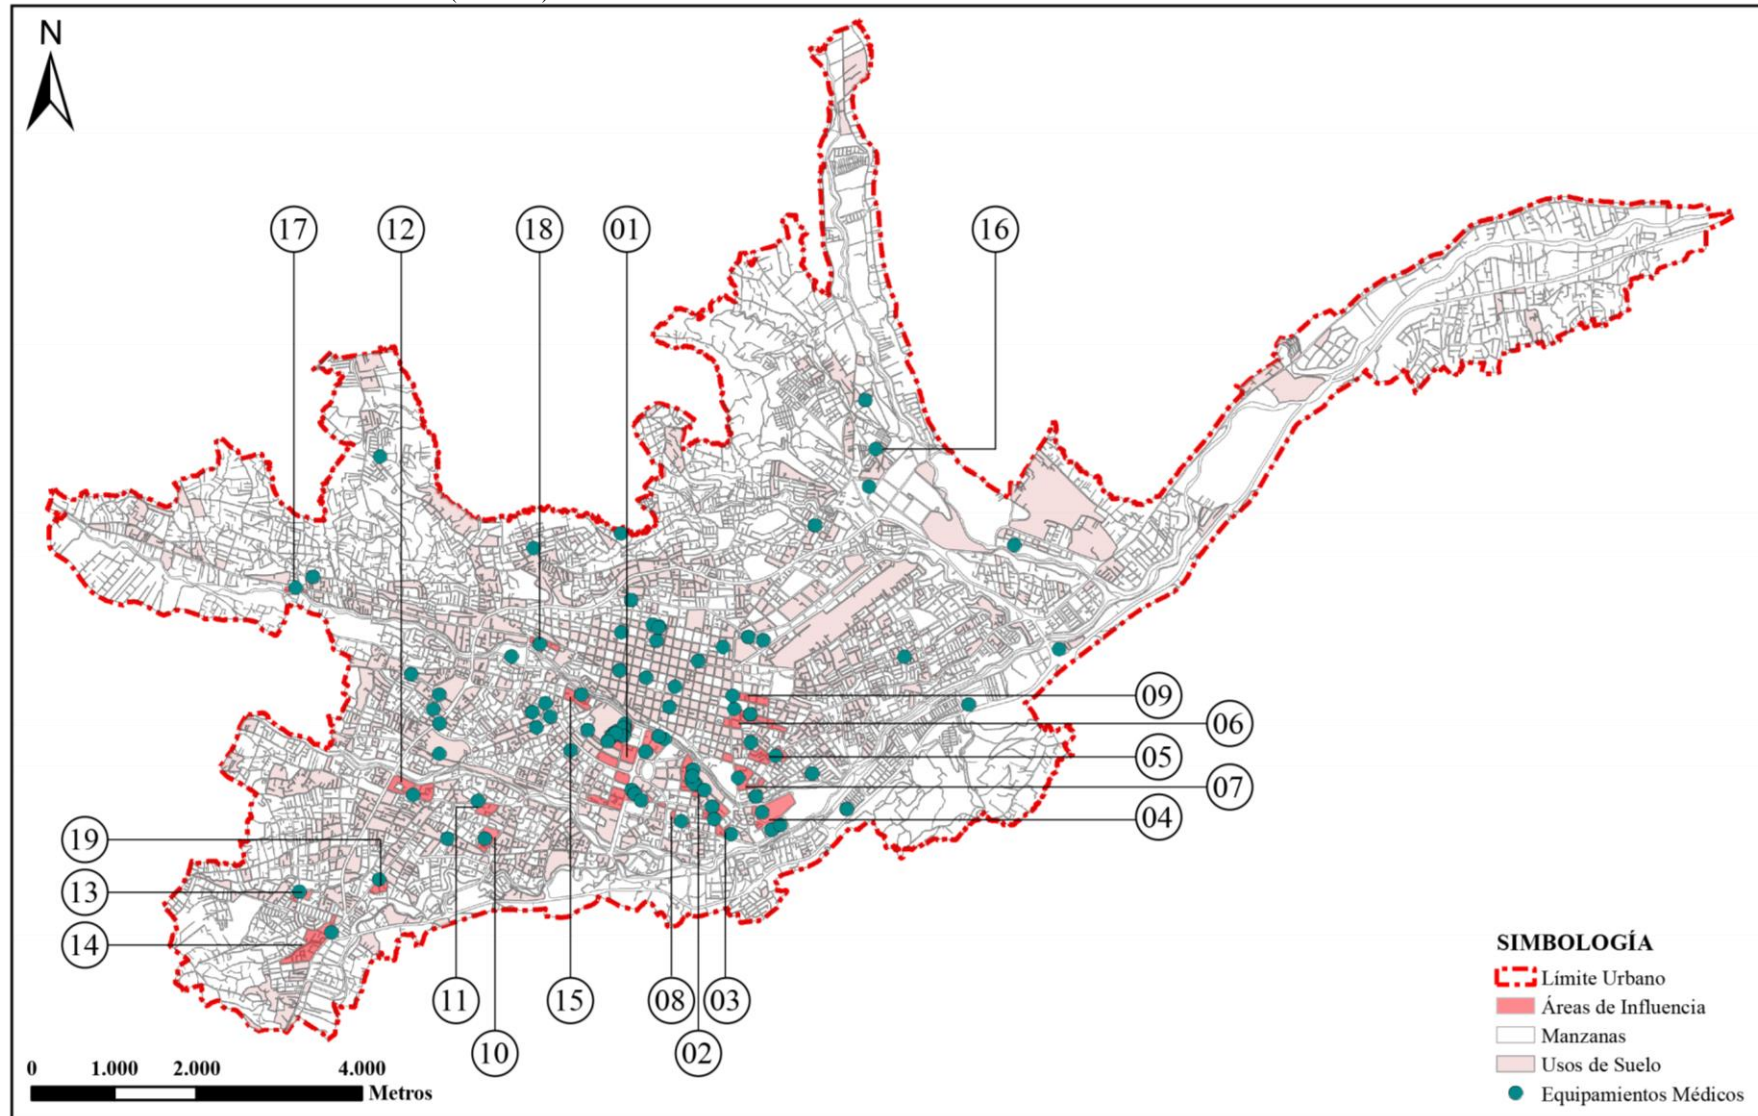 N
17
12
18
01
16
09
06
05
07
04
19
13
14
11
15
08
03
10
02
0 1.000 2.000 4.000
Metros
SIMBOLOGÍA
Límite Urbano
Áreas de Influencia
Manzanas
Usos de Suelo
Equipamientos Médicos